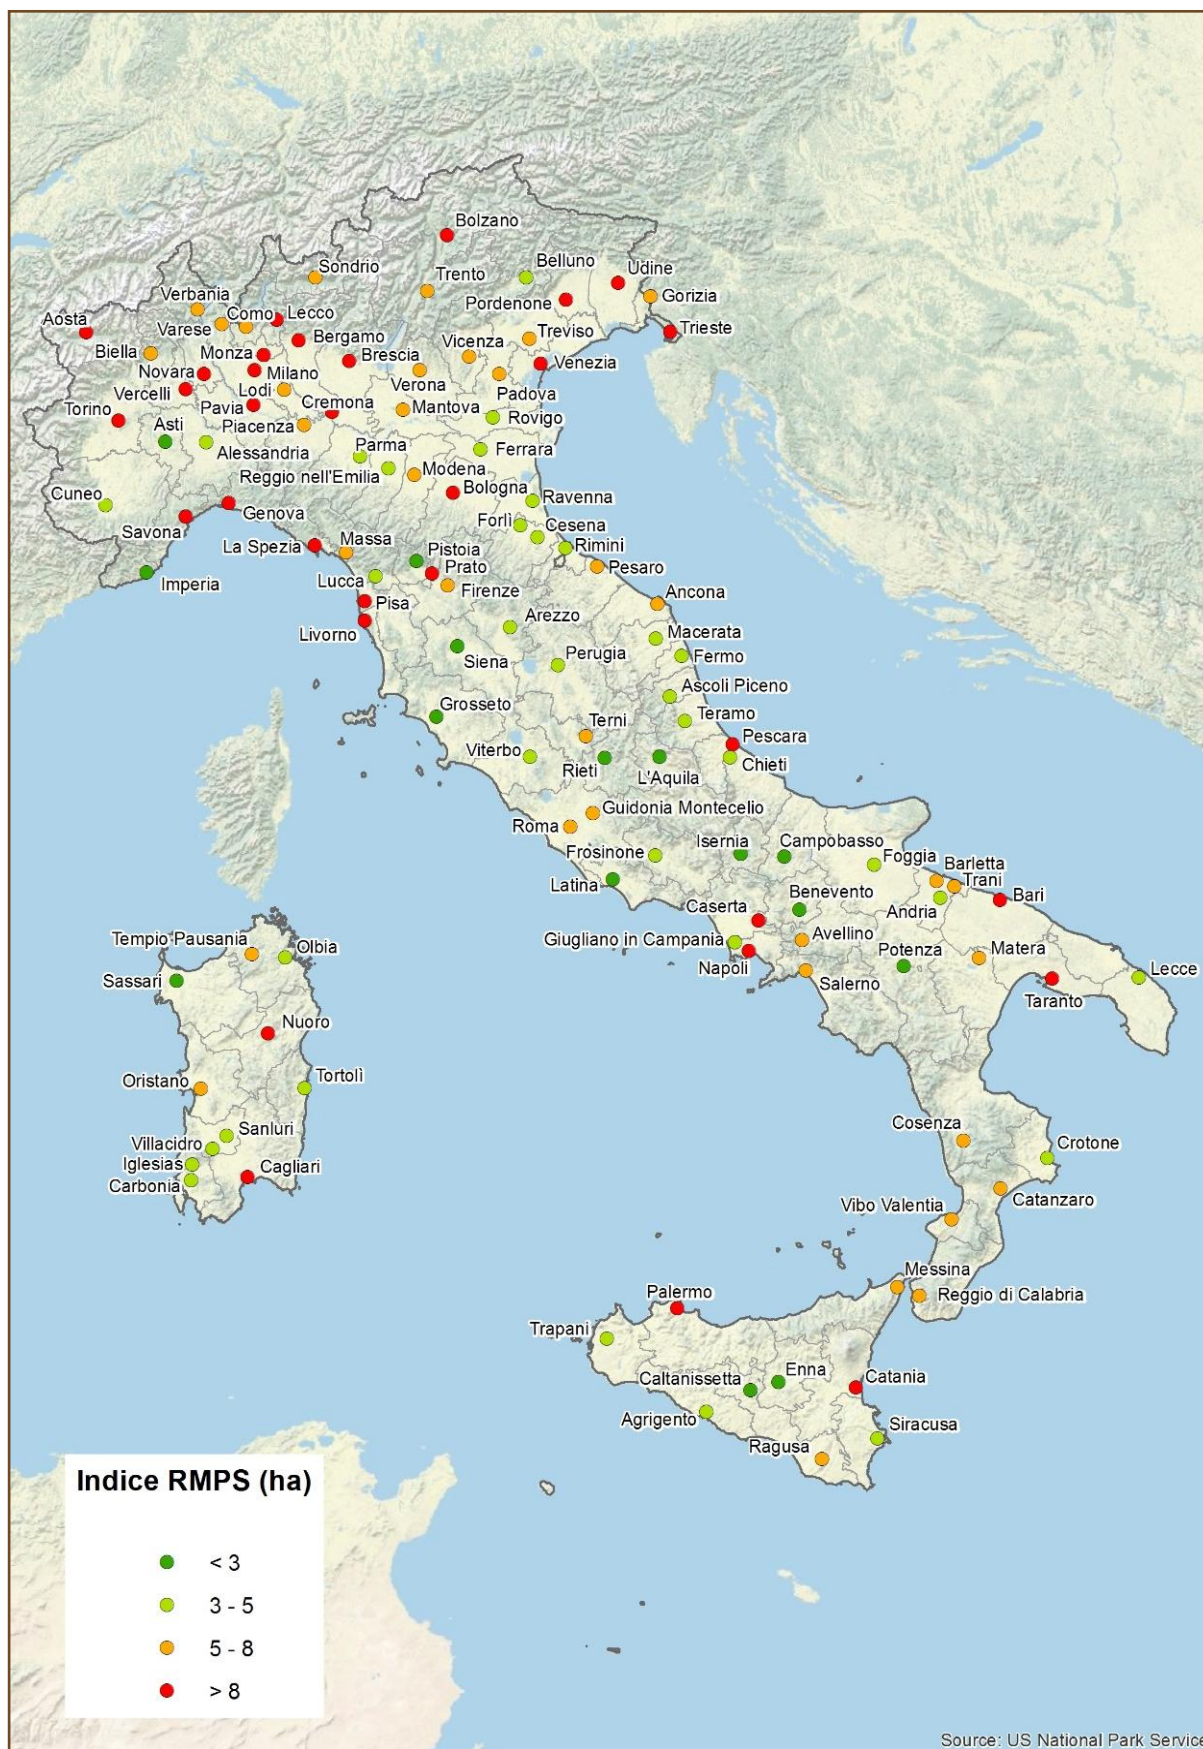 Bolzano
Sondrio
Trento
Belluno
Udine
Verbania
Pordenone
Gorizia
Aosta
Varese
Como
Lecco
Trieste
Biella
Monza
Bergamo
Vicenza
Treviso
Novara
Milano
Brescia
Venezia
Vercelli
Lodi
Verona
Padova
Torino
Pavia
Cremona
Mantova
Rovigo
Asti
Piacenza
Alessandria
Parma
Ferrara
Reggio nell'Emilia
Modena
Cuneo
Bologna
Ravenna
Savona
Genova
Forlì
Cesena
La Spezia
Massa
Pistoia
Rimini
Imperia
Lucca
Prato
Pesaro
Firenze
Pisa
Ancona
Livorno
Arezzo
Macerata
Siena
Perugia
Fermo
Grosseto
Ascoli Piceno
Terni
Teramo
Viterbo
Pescara
Rieti
L'Aquila
Chieti
Guidonia Montecelio
Roma
Isernia
Campobasso
Frosinone
Foggia
Barletta
Trani
Latina
Benevento
Andria
Bari
Caserta
Giugliano in Campania
Avellino
Potenza
Matera
Napoli
Salerno
Taranto
Lecce
Tempio Pausania
Olbia
Sassari
Nuoro
Oristano
Tortolì
Sanluri
Villacidro
Iglesias
Cagliari
Carbonia
Cosenza
Crotone
Catanzaro
Vibo Valentia
Messina
Palermo
Reggio di Calabria
Trapani
Enna
Caltanissetta
Catania
Agrigento
Siracusa
Ragusa
Indice RMPS (ha)
< 3
3 - 5
5 - 8
> 8
Source: US National Park Service